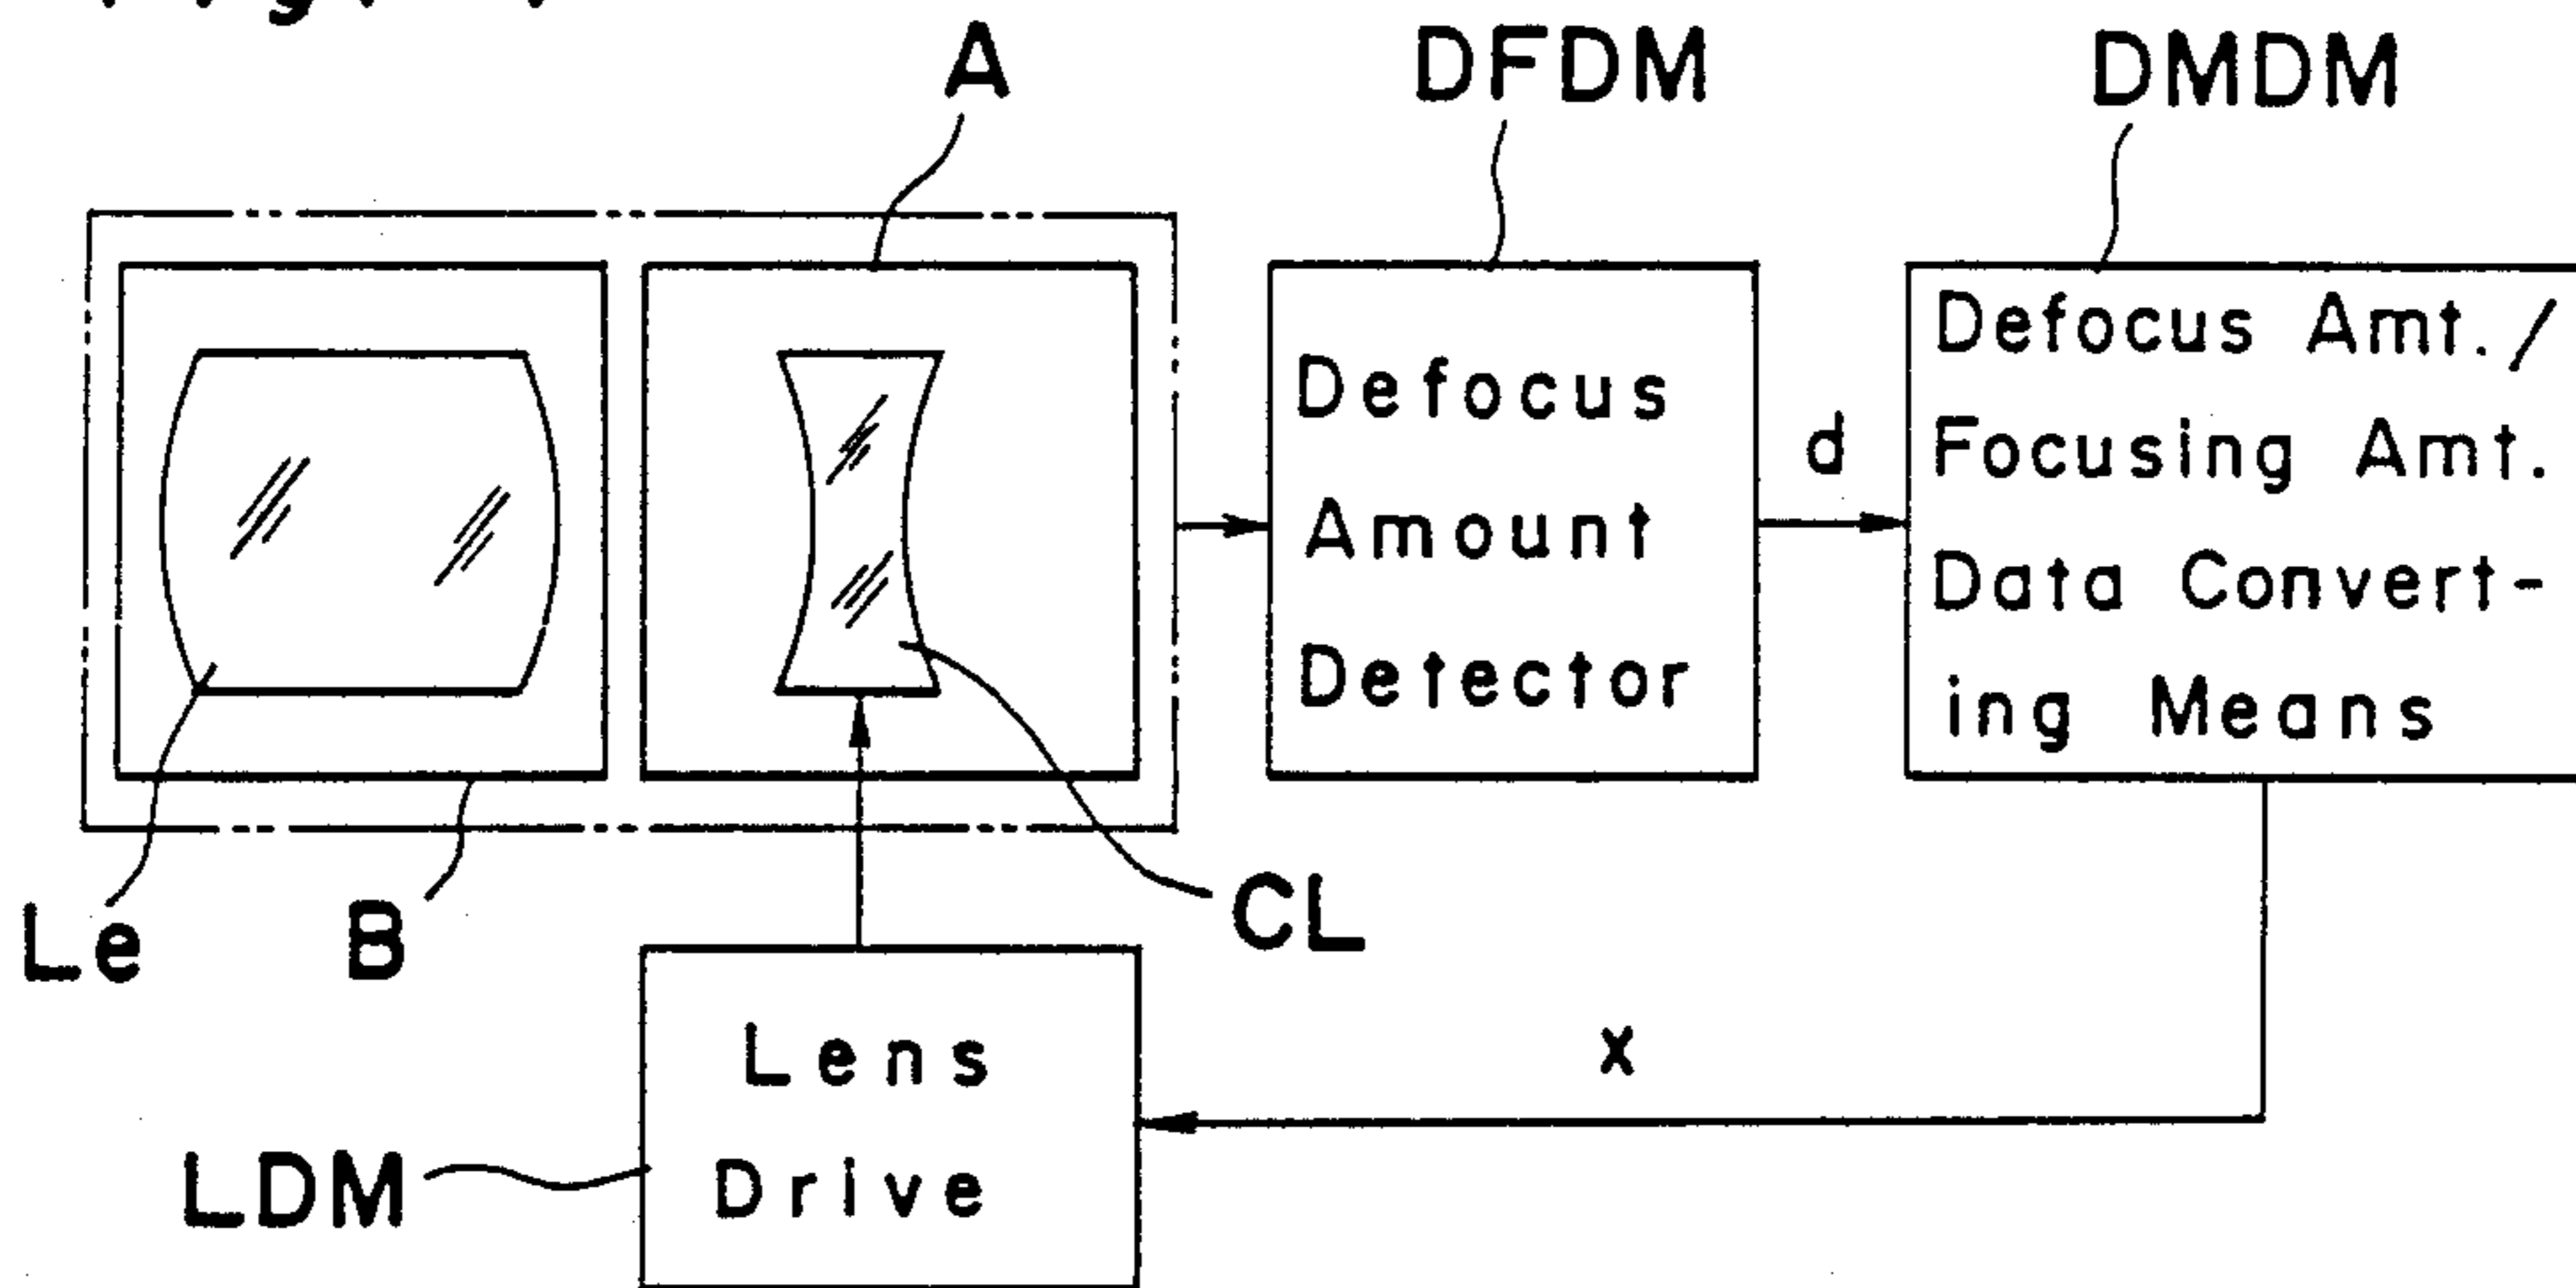 A
DFDM
DMDM
Defocus
Amount
Detector
d
Defocus Amt./
Focusing Amt.
Data Convert-
ing Means
Le
B
CL
x
LDM
Lens
Drive